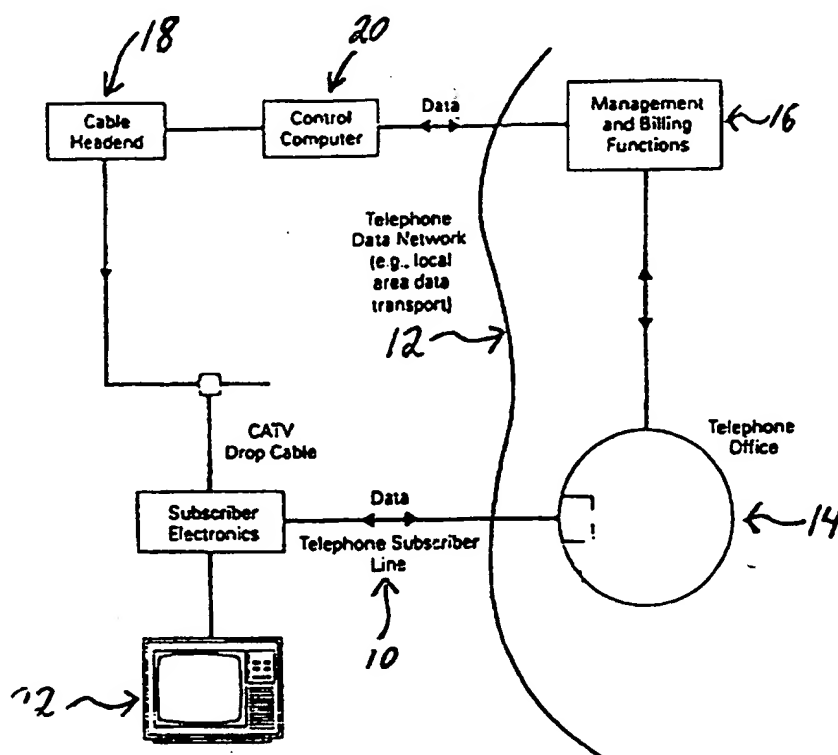 18
20
Cable
Headend
Control
Computer
Data
Management
and Billing
Functions
16
Telephone
Data Network
(e.g., local
area data
transport)
12
CATV
Drop Cable
Telephone
Office
Subscriber
Electronics
Data
Telephone Subscriber
Line
14
10